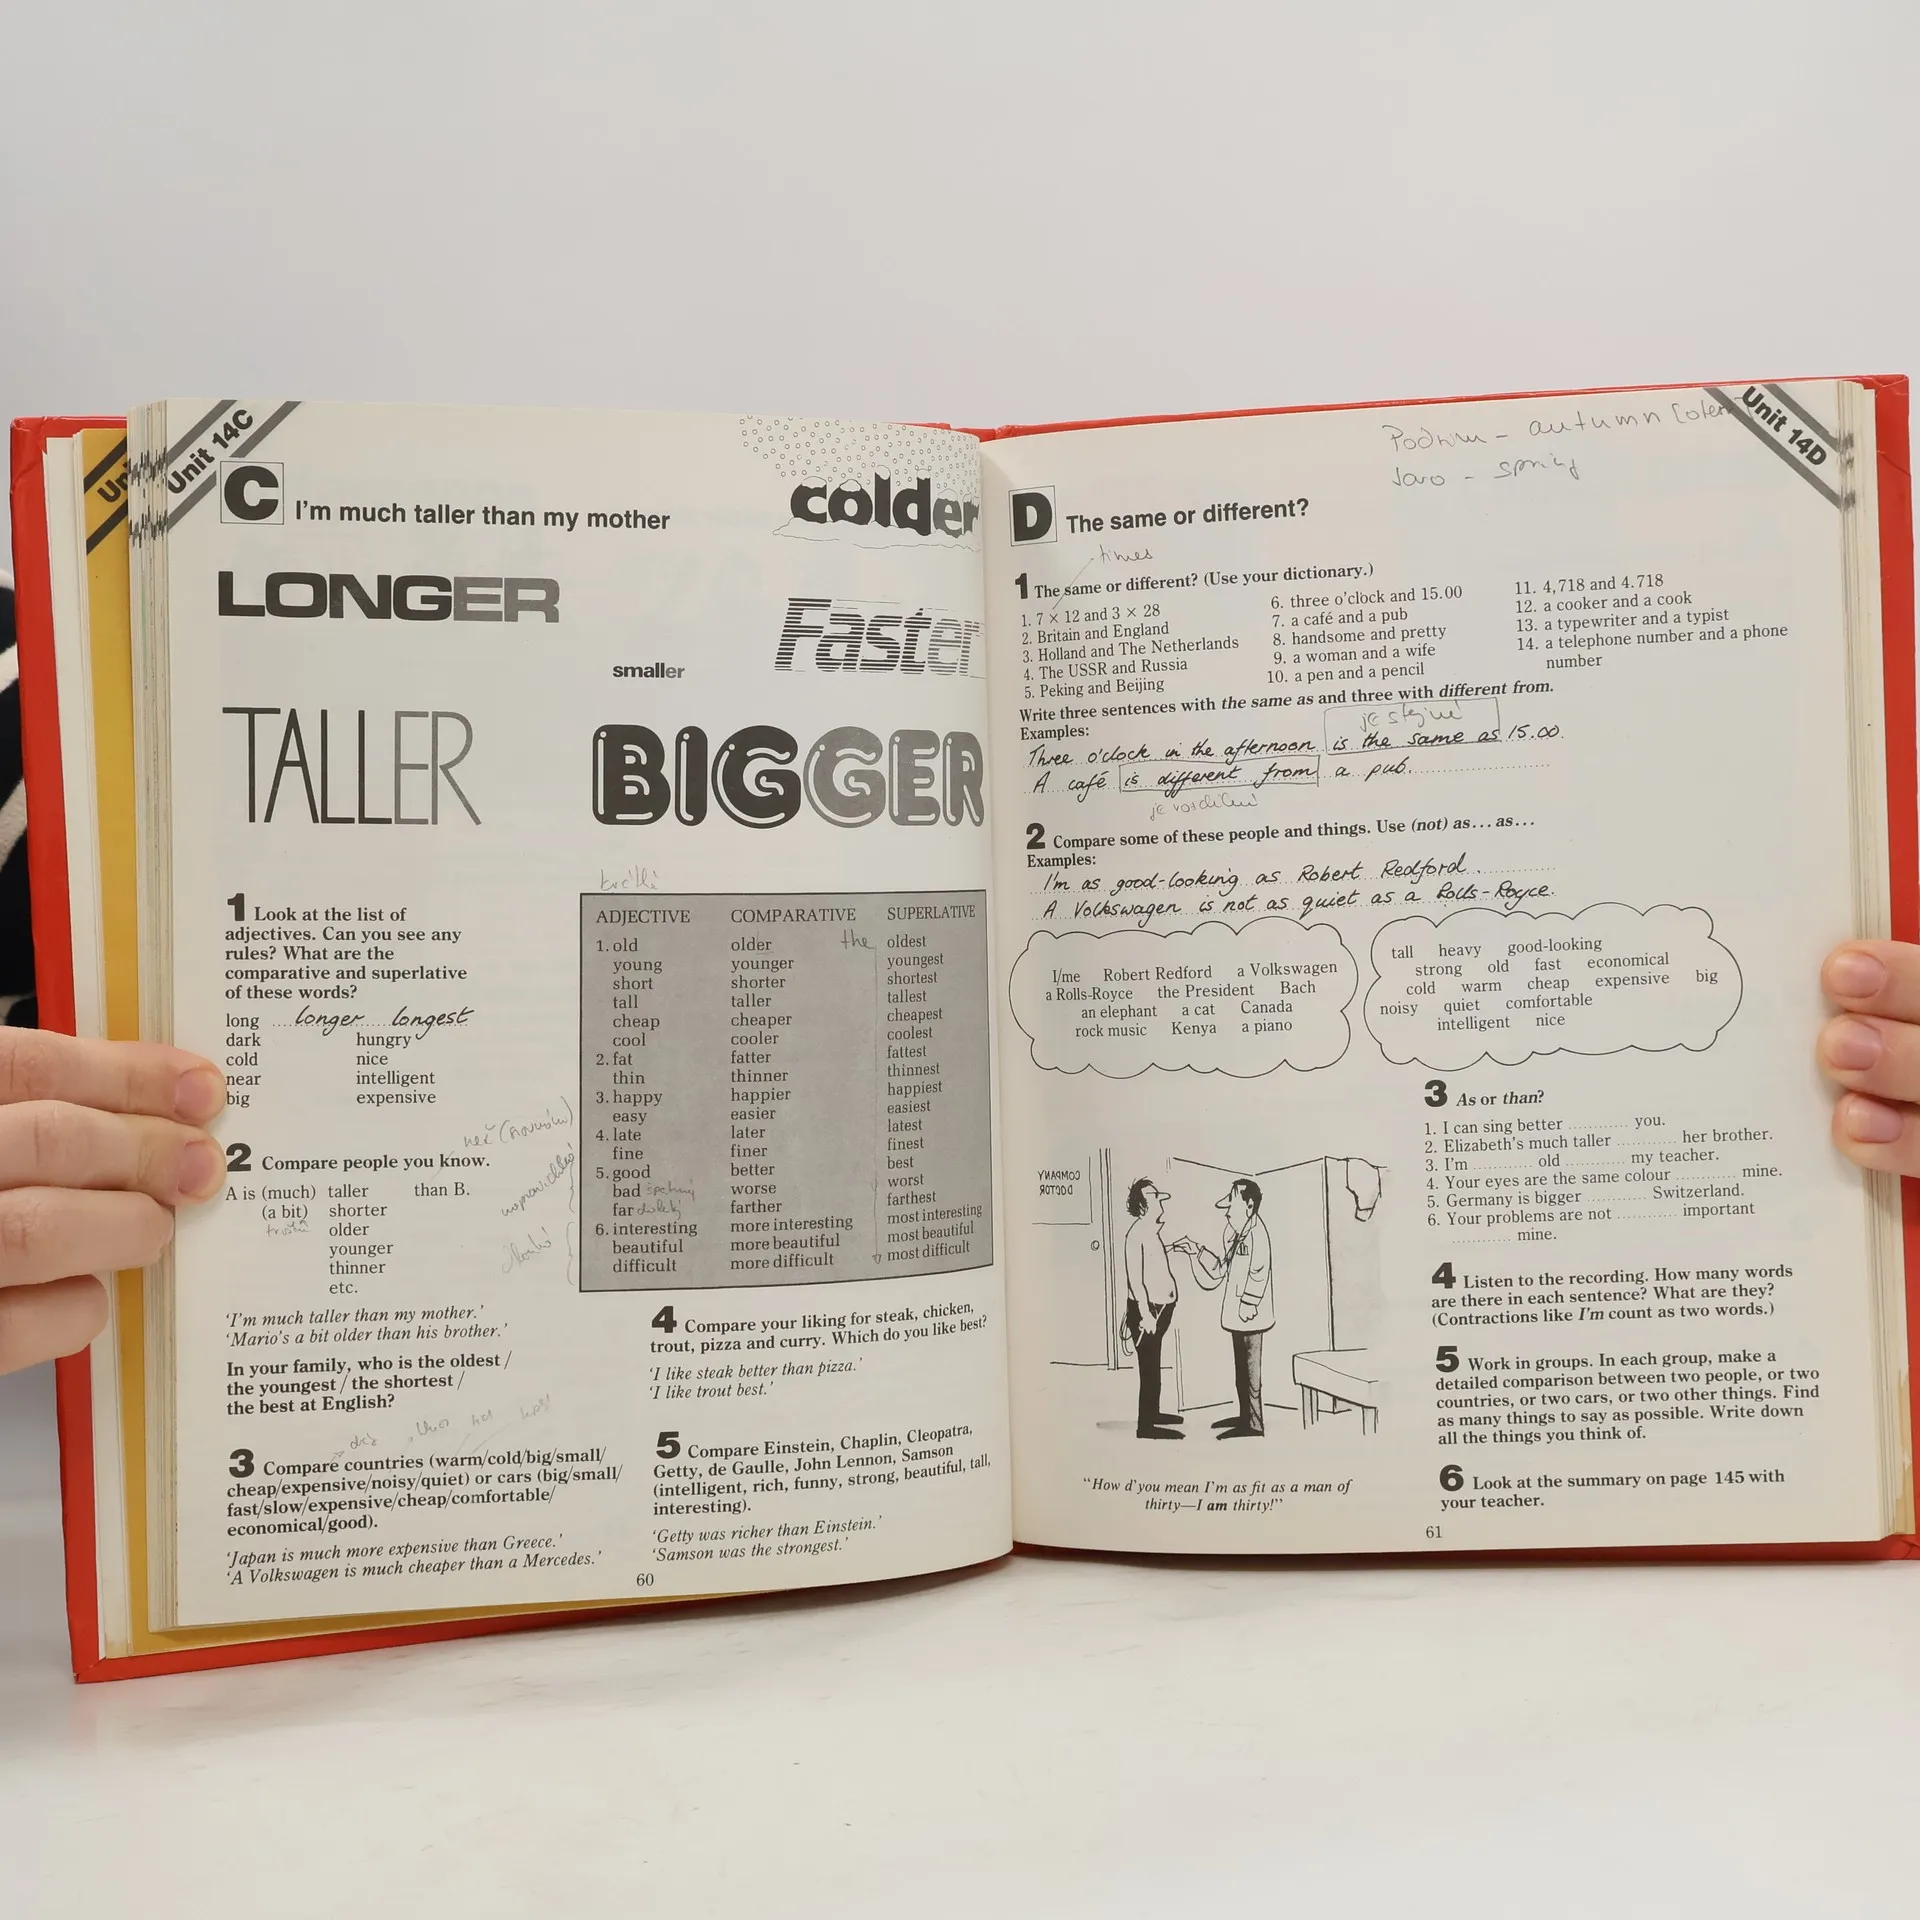 Unit 14C
C I'm much taller than my mother
colder
LONGER
Faster
smaller
TALLER
BIGGER
1 Look at the list of
adjectives. Can you see any
rules? What are the
comparative and superlative
of these words?
long longer longest
dark hungry
cold nice
near intelligent
big expensive
2 Compare people you know.
A is (much) taller than B.
(a bit) shorter
older
younger
thinner
etc.
'I'm much taller than my mother.'
'Mario's a bit older than his brother.'
In your family, who is the oldest /
the youngest / the shortest /
the best at English?
3 Compare countries (warm/cold/big/small/
cheap/expensive/noisy/quiet) or cars (big/small/
fast/slow/expensive/cheap/comfortable/
economical/good).
'Japan is much more expensive than Greece.'
'A Volkswagen is much cheaper than a Mercedes.'
ADJECTIVE COMPARATIVE SUPERLATIVE
1. old older the oldest
young younger youngest
short shorter shortest
tall taller tallest
cheap cheaper cheapest
cool cooler coolest
2. fat fatter fattest
thin thinner thinnest
3. happy happier happiest
easy easier easiest
4. late later latest
fine finer finest
5. good better best
bad worse worst
far farther farthest
6. interesting more interesting most interesting
beautiful more beautiful most beautiful
difficult more difficult most difficult
4 Compare your liking for steak, chicken,
trout, pizza and curry. Which do you like best?
'I like steak better than pizza.'
'I like trout best.'
5 Compare Einstein, Chaplin, Cleopatra,
Getty, de Gaulle, John Lennon, Samson
(intelligent, rich, funny, strong, beautiful, tall,
interesting).
'Getty was richer than Einstein.'
'Samson was the strongest.'
60
Unit 14D
autumn
Jaro - spring
D The same or different?
times
1 The same or different? (Use your dictionary.)
1. 7 × 12 and 3 × 28
2. Britain and England
3. Holland and The Netherlands
4. The USSR and Russia
5. Peking and Beijing
6. three o'clock and 15.00
7. a café and a pub
8. handsome and pretty
9. a woman and a wife
10. a pen and a pencil
11. 4,718 and 4.718
12. a cooker and a cook
13. a typewriter and a typist
14. a telephone number and a phone
number
Write three sentences with the same as and three with different from.
Examples:
je stejné
Three o'clock in the afternoon is the same as 15.00.
A café is different from a pub.
2 Compare some of these people and things. Use (not) as... as...
Examples:
I'm as good-looking as Robert Redford.
A Volkswagen is not as quiet as a Rolls-Royce.
I/me Robert Redford a Volkswagen
a Rolls-Royce the President Bach
an elephant a cat Canada
rock music Kenya a piano
tall heavy good-looking
strong old fast economical
cold warm cheap expensive big
noisy quiet comfortable
intelligent nice
COMPANY
DOCTOR
"How d'you mean I'm as fit as a man of
thirty—I am thirty!"
3 As or than?
1. I can sing better ............ you.
2. Elizabeth's much taller ............ her brother.
3. I'm ............ old ............ my teacher.
4. Your eyes are the same colour ............ mine.
5. Germany is bigger ............ Switzerland.
6. Your problems are not ............ important
............ mine.
4 Listen to the recording. How many words
are there in each sentence? What are they?
(Contractions like I'm count as two words.)
5 Work in groups. In each group, make a
detailed comparison between two people, or two
countries, or two cars, or two other things. Find
as many things to say as possible. Write down
all the things you think of.
6 Look at the summary on page 145 with
your teacher.
61